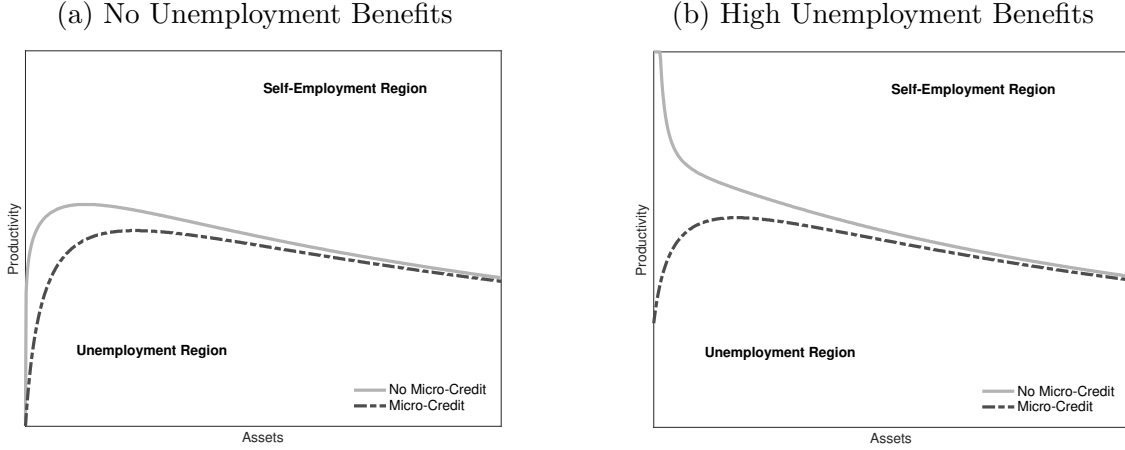 (a) No Unemployment Benefits
Self-Employment Region
Productivity
Unemployment Region
No Micro-Credit
Micro-Credit
Assets
(b) High Unemployment Benefits
Self-Employment Region
Productivity
Unemployment Region
No Micro-Credit
Micro-Credit
Assets